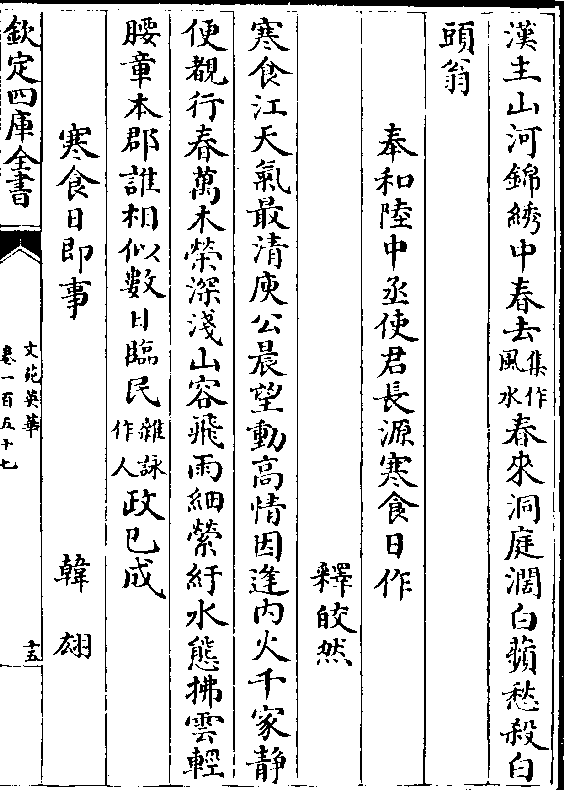 漢主山河錦綉中春去集作風水春來洞庭濶白蘋愁殺白
頭翁
奉和陸中丞使君長源寒食日作
釋皎然
寒食江天氣最清庾公晨望動高情因逢内火千家静
便覩行春萬木榮深淺山容飛雨細縈紆水態拂雲輕
腰章本郡誰相似數日臨民雜詠作人政已成
寒食日即事
韓翃
欽定四庫全書
文苑英華
卷一百五十七
十五